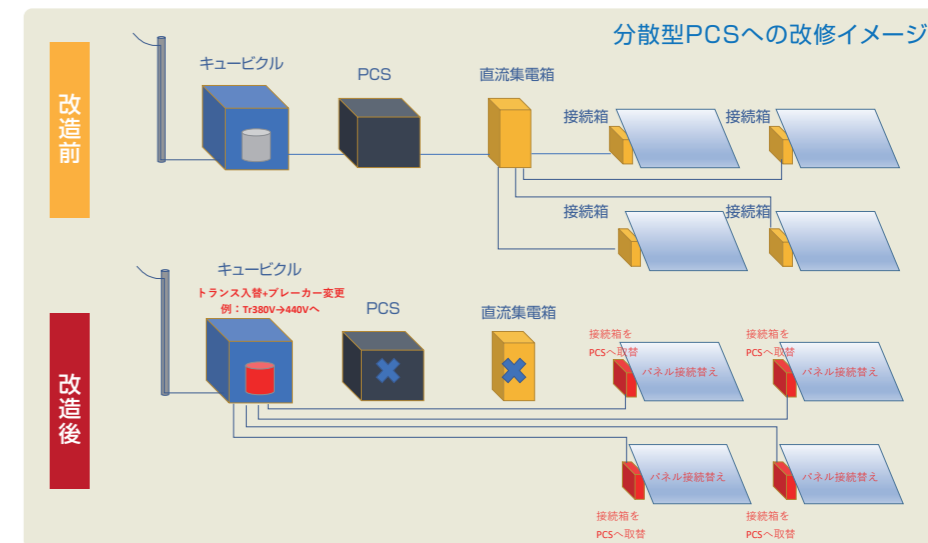 分散型PCSへの改修イメージ
改造前
キュービクル
PCS
直流集電箱
接続箱
接続箱
接続箱
接続箱
改造後
キュービクル
トランス入替+ブレーカー変更
例：Tr380V→440Vへ
PCS
直流集電箱
接続箱を
PCSへ取替
パネル接続替え
接続箱を
PCSへ取替
パネル接続替え
パネル接続替え
接続箱を
PCSへ取替
パネル接続替え
接続箱を
PCSへ取替